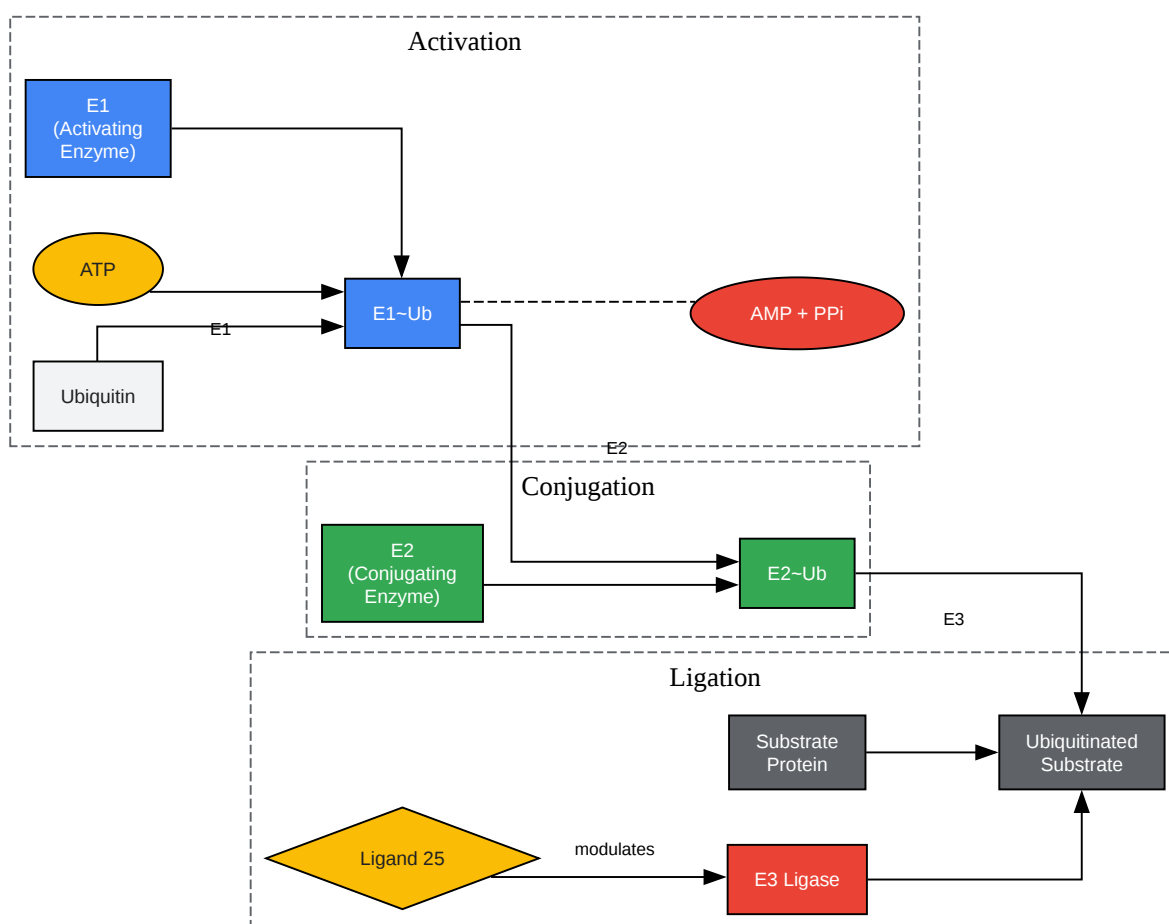 Activation
E1
(Activating
Enzyme)
ATP
E1~Ub
AMP + PPi
E1
Ubiquitin
E2
Conjugation
E2
(Conjugating
Enzyme)
E2~Ub
E3
Ligation
Substrate
Protein
Ubiquitinated
Substrate
Ligand 25
modulates
E3 Ligase